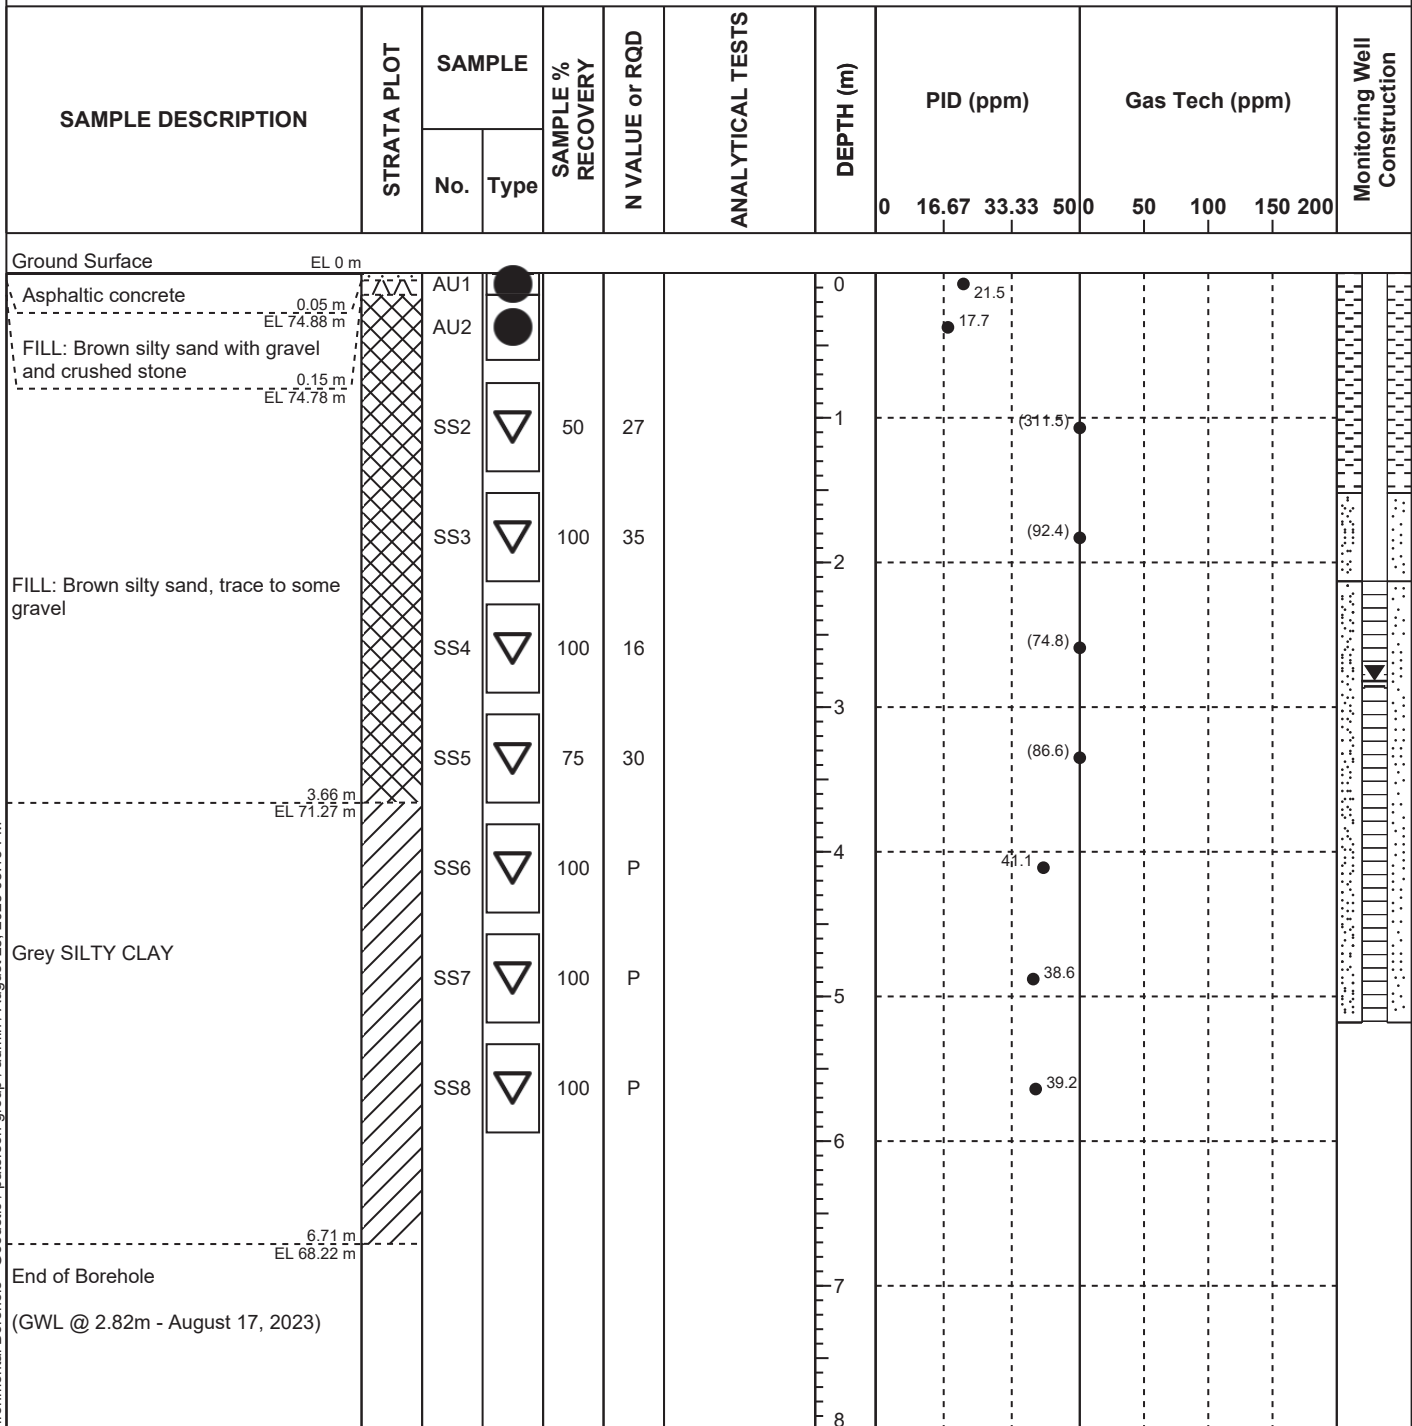 SAMPLE DESCRIPTION
STRATA PLOT
SAMPLE
No.
Type
SAMPLE %
RECOVERY
N VALUE or RQD
ANALYTICAL TESTS
DEPTH (m)
PID (ppm)
0 16.67 33.33 50
Gas Tech (ppm)
0 50 100 150 200
Monitoring Well
Construction
Ground Surface EL 0 m
Asphaltic concrete
0.05 m
EL 74.88 m
FILL: Brown silty sand with gravel
and crushed stone
0.15 m
EL 74.78 m
FILL: Brown silty sand, trace to some
gravel
3.66 m
EL 71.27 m
Grey SILTY CLAY
6.71 m
EL 68.22 m
End of Borehole
(GWL @ 2.82m - August 17, 2023)
AU1
AU2
SS2 50 27
SS3 100 35
SS4 100 16
SS5 75 30
SS6 100 P
SS7 100 P
SS8 100 P
0
1
2
3
4
5
6
7
8
21.5
17.7
(311.5)
(92.4)
(74.8)
(86.6)
41.1
38.6
39.2